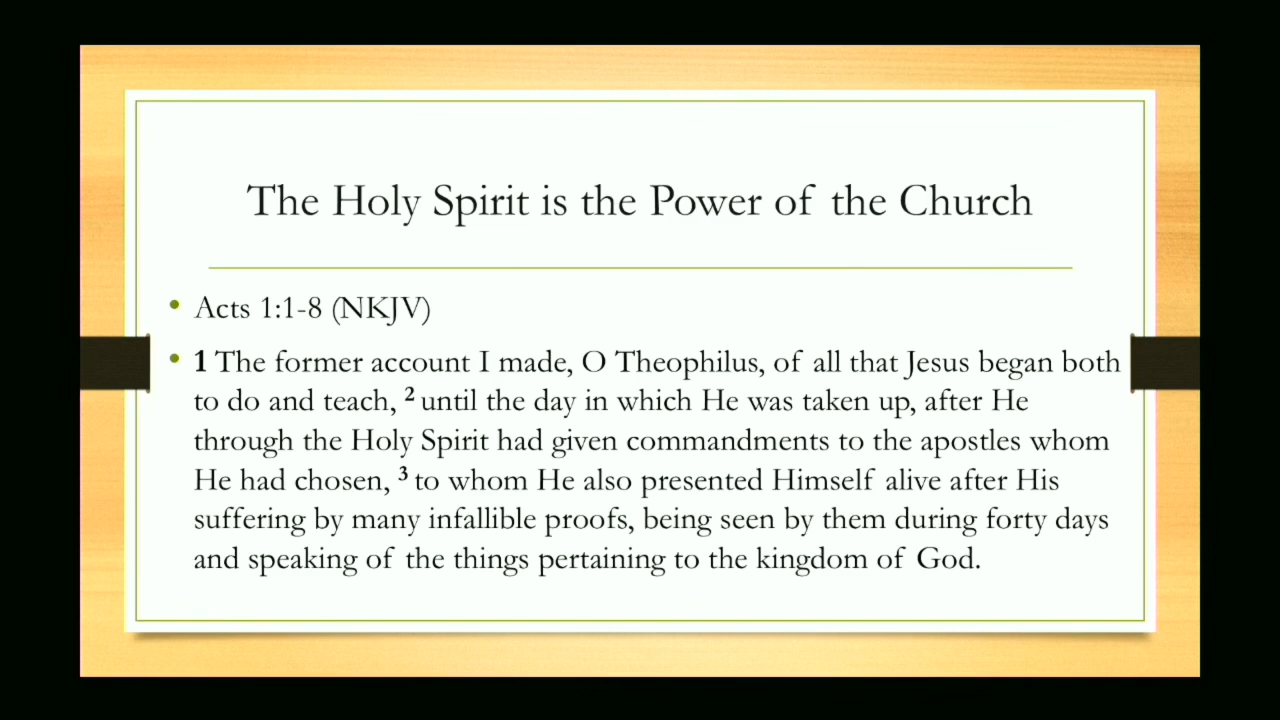 The Holy Spirit is the Power of the Church
• Acts 1:1-8 (NKJV)
• 1 The former account I made, O Theophilus, of all that Jesus began both
to do and teach, 2 until the day in which He was taken up, after He
through the Holy Spirit had given commandments to the apostles whom
He had chosen, 3 to whom He also presented Himself alive after His
suffering by many infallible proofs, being seen by them during forty days
and speaking of the things pertaining to the kingdom of God.